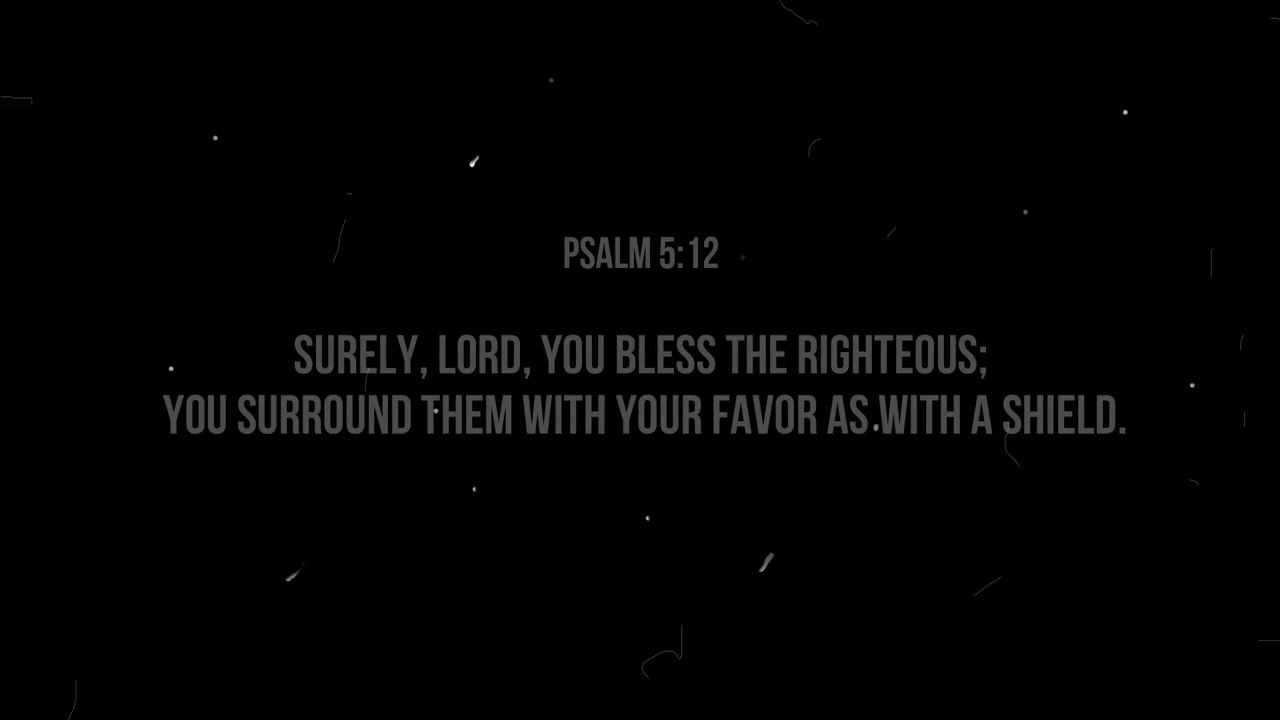 PSALM 5:12
SURELY, LORD, YOU BLESS THE RIGHTEOUS;
YOU SURROUND THEM WITH YOUR FAVOR AS WITH A SHIELD.